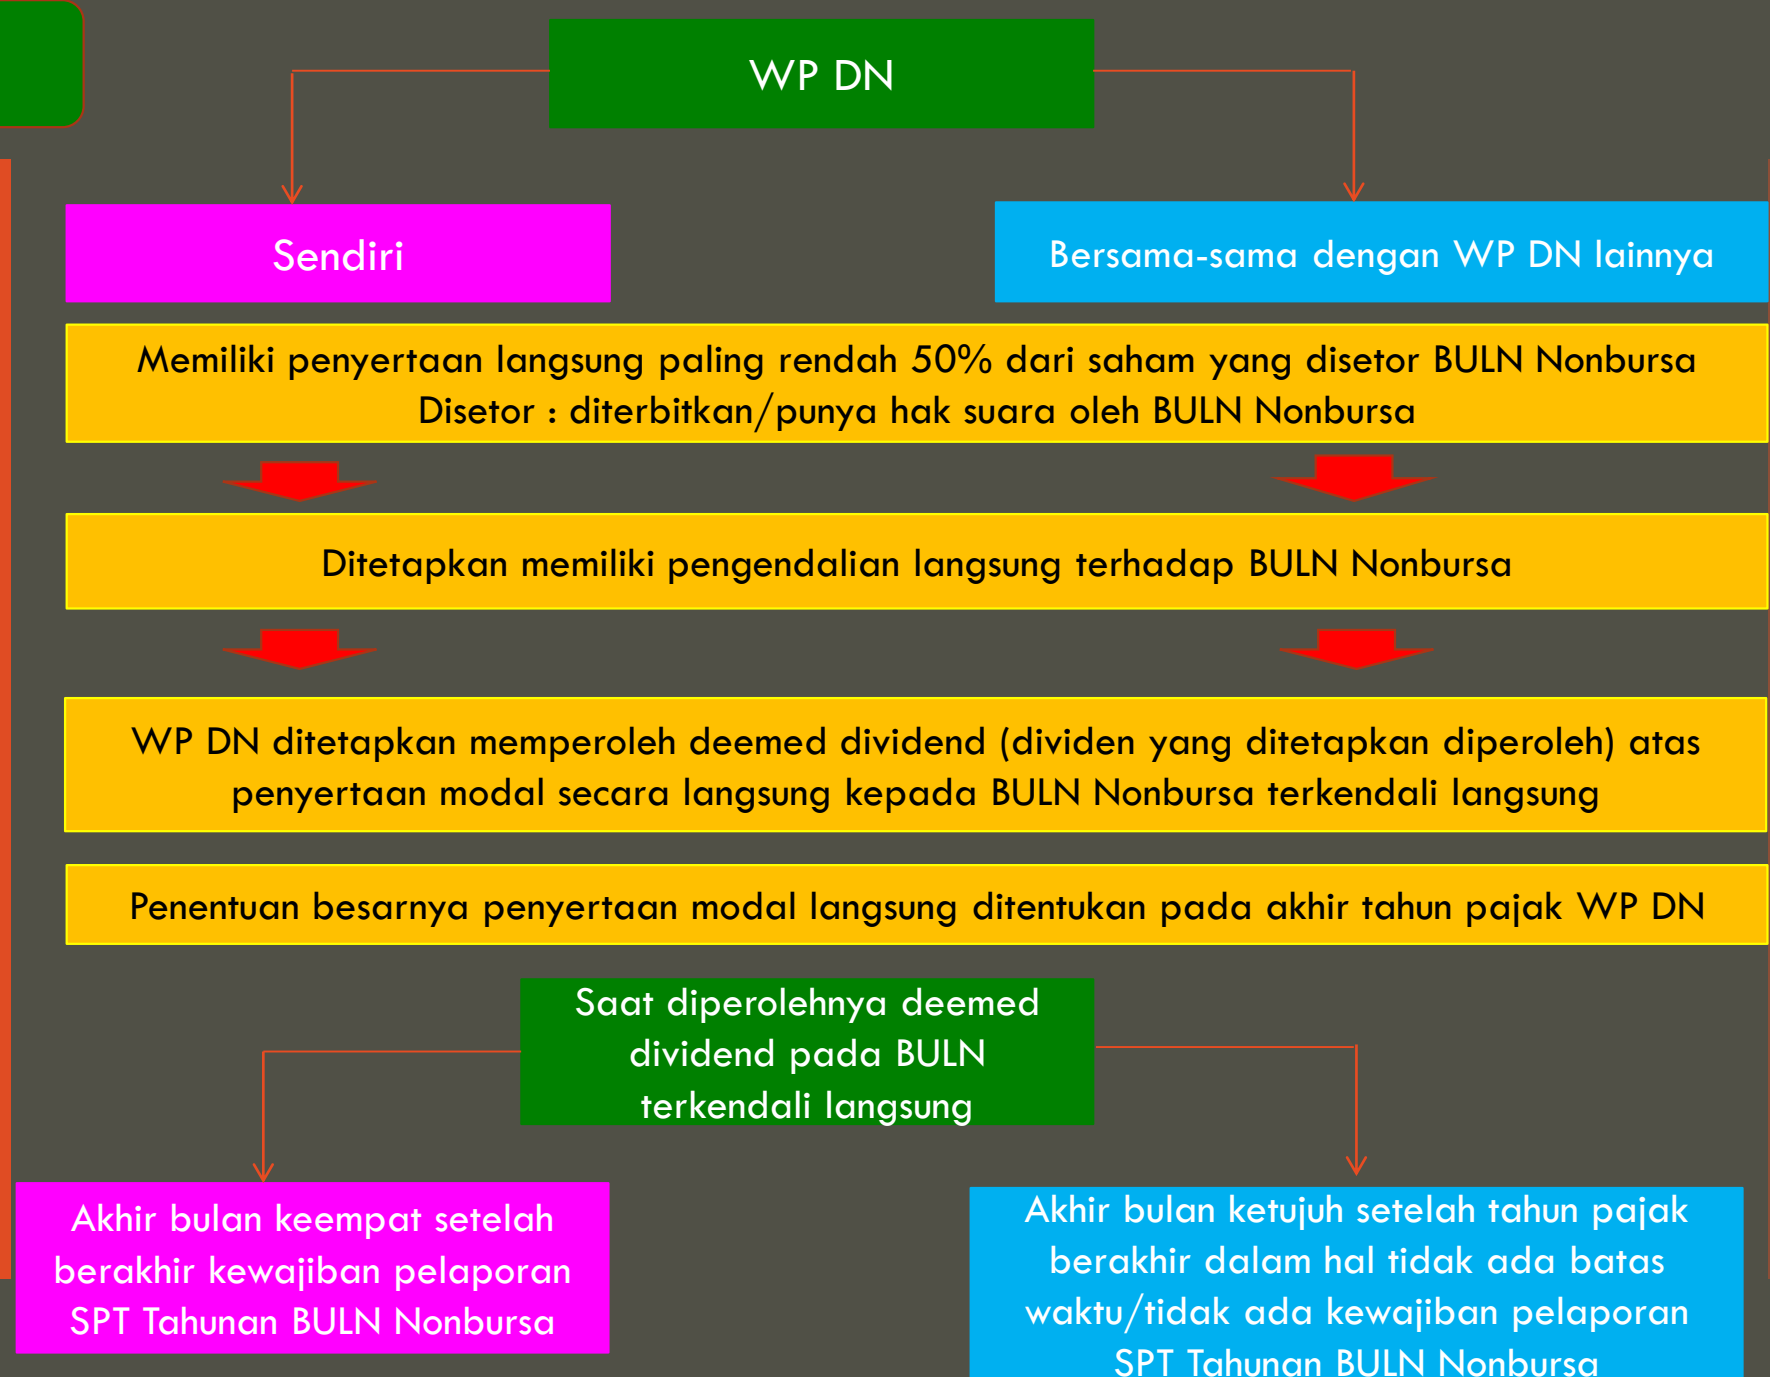 WP DN
Sendiri
Bersama-sama dengan WP DN lainnya
Memiliki penyertaan langsung paling rendah 50% dari saham yang disetor BULN Nonbursa
Disetor : diterbitkan/punya hak suara oleh BULN Nonbursa
Ditetapkan memiliki pengendalian langsung terhadap BULN Nonbursa
WP DN ditetapkan memperoleh deemed dividend (dividen yang ditetapkan diperoleh) atas
penyertaan modal secara langsung kepada BULN Nonbursa terkendali langsung
Penentuan besarnya penyertaan modal langsung ditentukan pada akhir tahun pajak WP DN
Saat diperolehnya deemed
dividend pada BULN
terkendali langsung
Akhir bulan keempat setelah
berakhir kewajiban pelaporan
SPT Tahunan BULN Nonbursa
Akhir bulan ketujuh setelah tahun pajak
berakhir dalam hal tidak ada batas
waktu/tidak ada kewajiban pelaporan
SPT Tahunan BULN Nonbursa